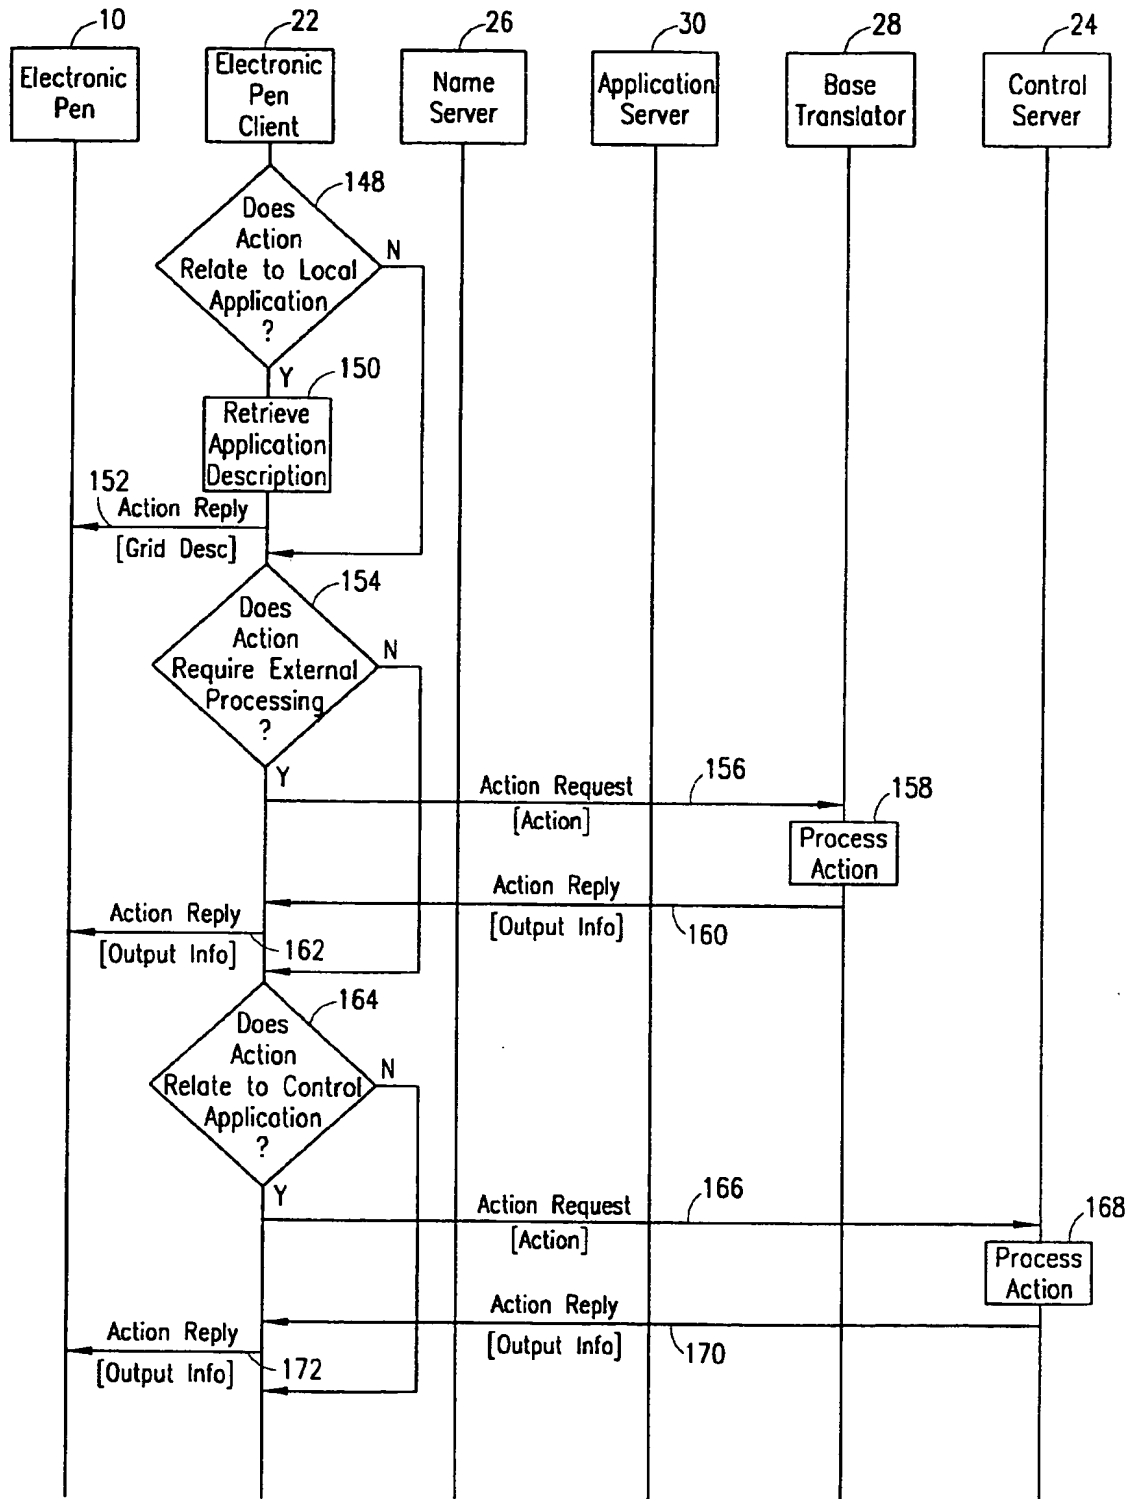 10
22
26
30
28
24
Electronic
Pen
Electronic
Pen
Client
Name
Server
Application
Server
Base
Translator
Control
Server
148
Does
Action
Relate to Local
Application
?
N
Y
150
Retrieve
Application
Description
152
Action Reply
[Grid Desc]
154
Does
Action
Require External
Processing
?
N
Y
Action Request
156
[Action]
158
Process
Action
Action Reply
[Output Info]
160
Action Reply
[Output Info]
162
164
Does
Action
Relate to Control
Application
?
N
Y
Action Request
166
[Action]
168
Process
Action
Action Reply
[Output Info]
170
Action Reply
[Output Info]
172